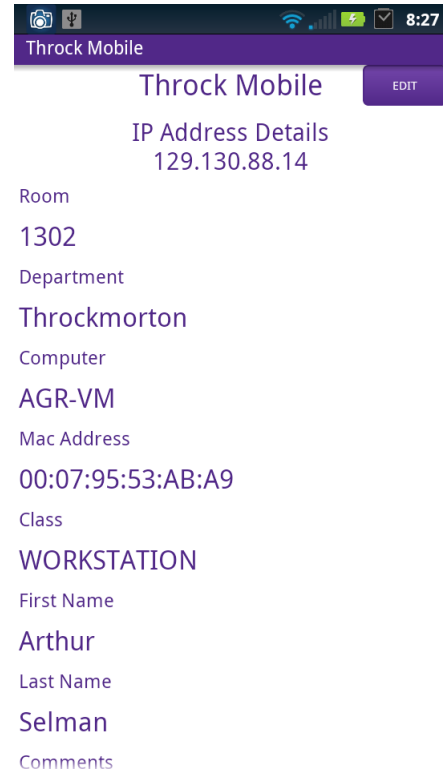 8:27
Throck Mobile
Throck Mobile
EDIT
IP Address Details
129.130.88.14
Room
1302
Department
Throckmorton
Computer
AGR-VM
Mac Address
00:07:95:53:AB:A9
Class
WORKSTATION
First Name
Arthur
Last Name
Selman
Comments